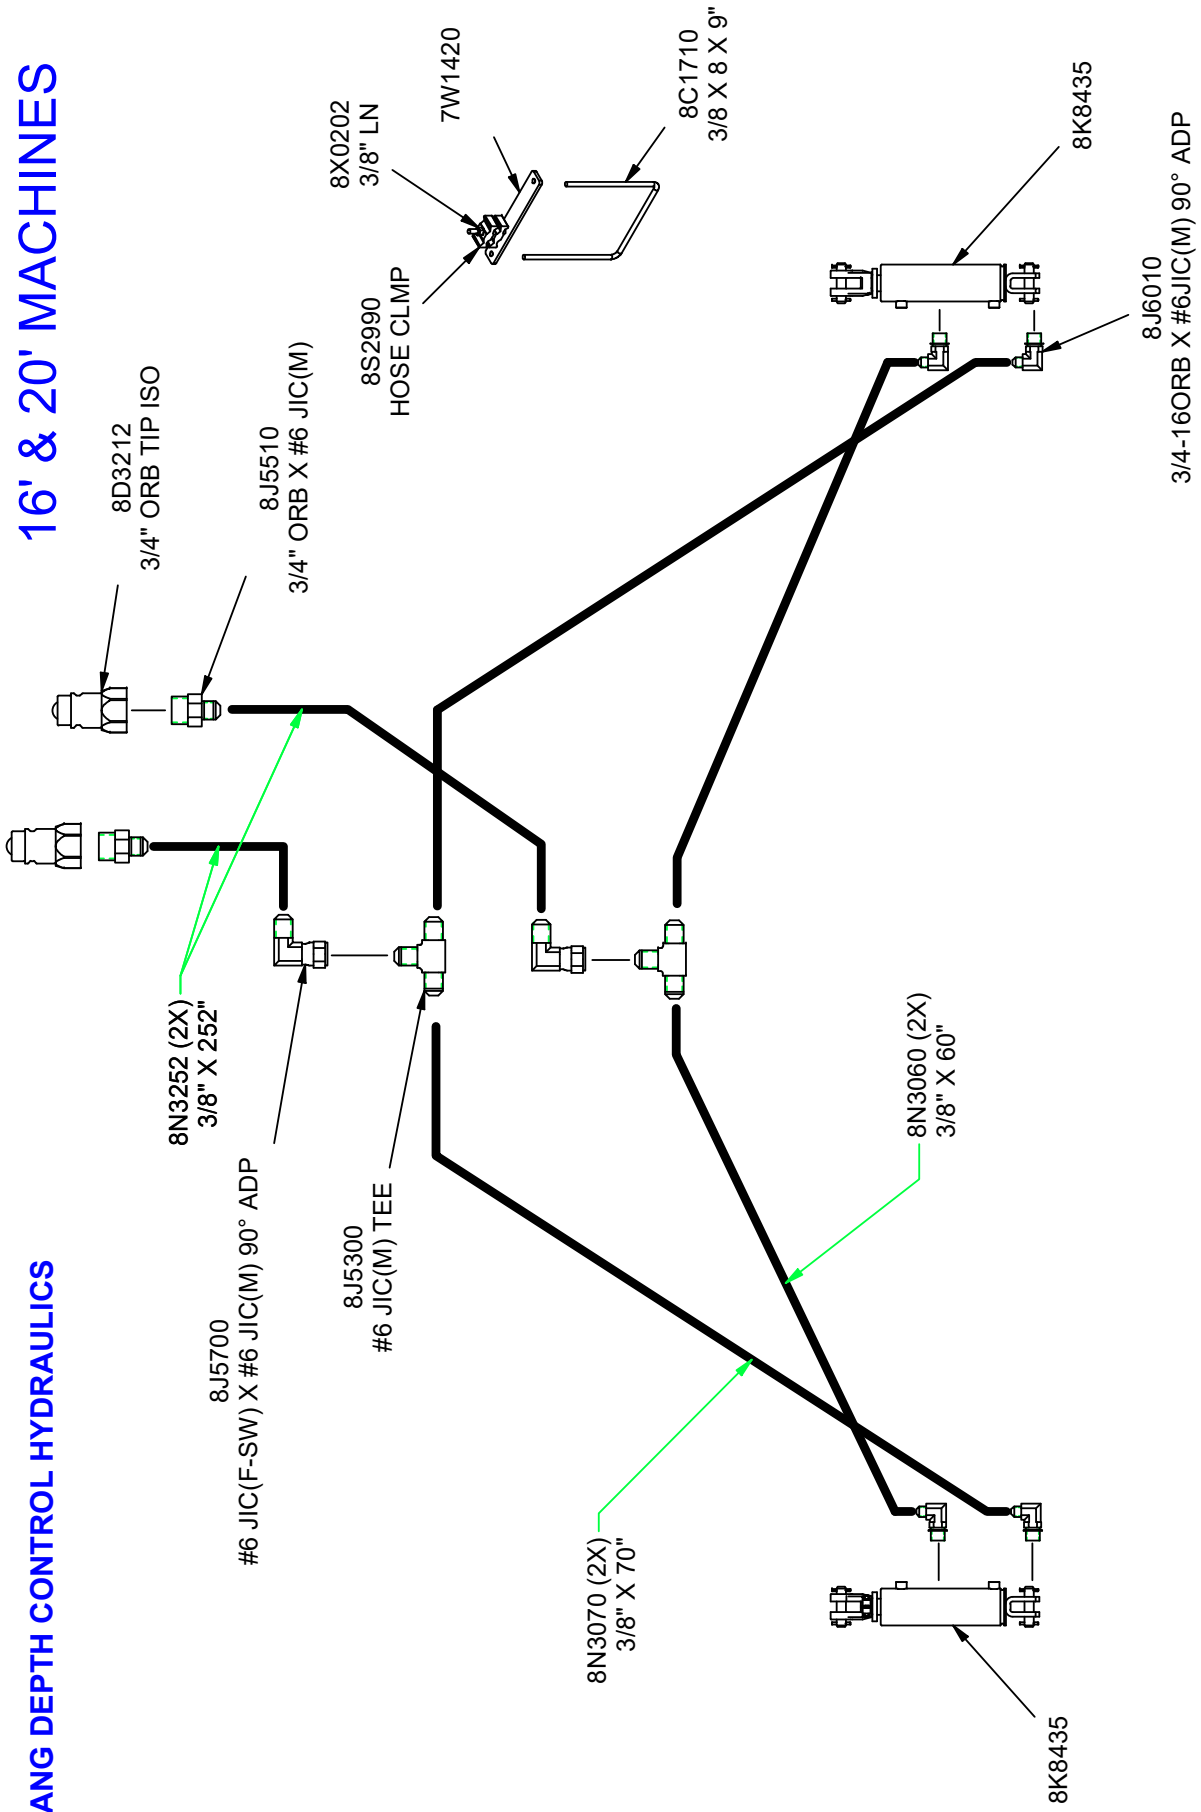 GANG DEPTH CONTROL HYDRAULICS
16' & 20' MACHINES
8D3212
3/4" ORB TIP ISO
8J5510
3/4" ORB X #6 JIC(M)
8X0202
3/8" LN
7W1420
8S2990
HOSE CLMP
8C1710
3/8 X 8 X 9"
8N3252 (2X)
3/8" X 252"
8J5700
#6 JIC(F-SW) X #6 JIC(M) 90° ADP
8J5300
#6 JIC(M) TEE
8N3070 (2X)
3/8" X 70"
8N3060 (2X)
3/8" X 60"
8K8435
8K8435
8J6010
3/4-16ORB X #6JIC(M) 90° ADP